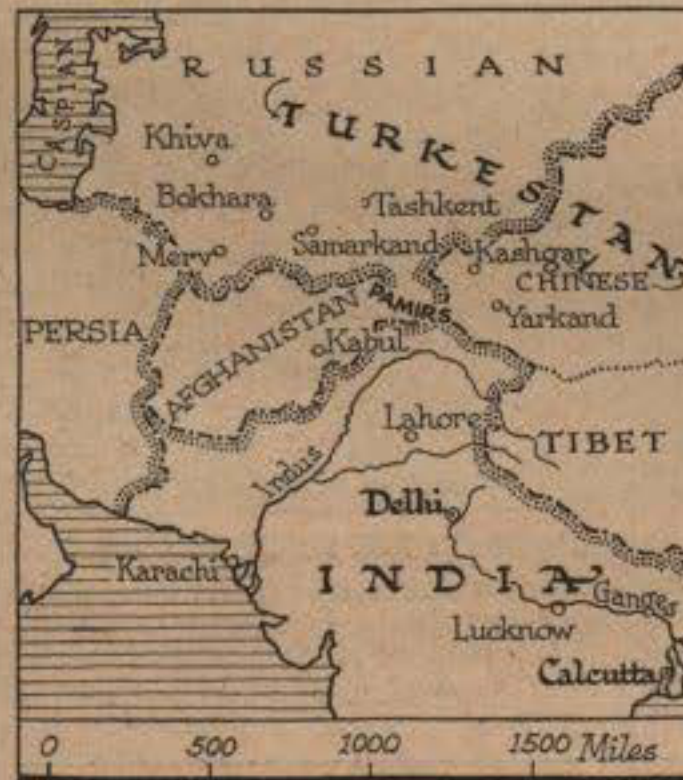 CASPIAN
RUSSIAN
TURKESTAN
Khiva
Bokhara
Tashkent
Merv
Samarkand
Kashgar
CHINESE
PERSIA
AFGHANISTAN
PAMIRS
Yarkand
Kabul
Lahore
TIBET
Indus
Delhi
Karachi
INDIA
Ganges
Lucknow
Calcutta
0 500 1000 1500 Miles